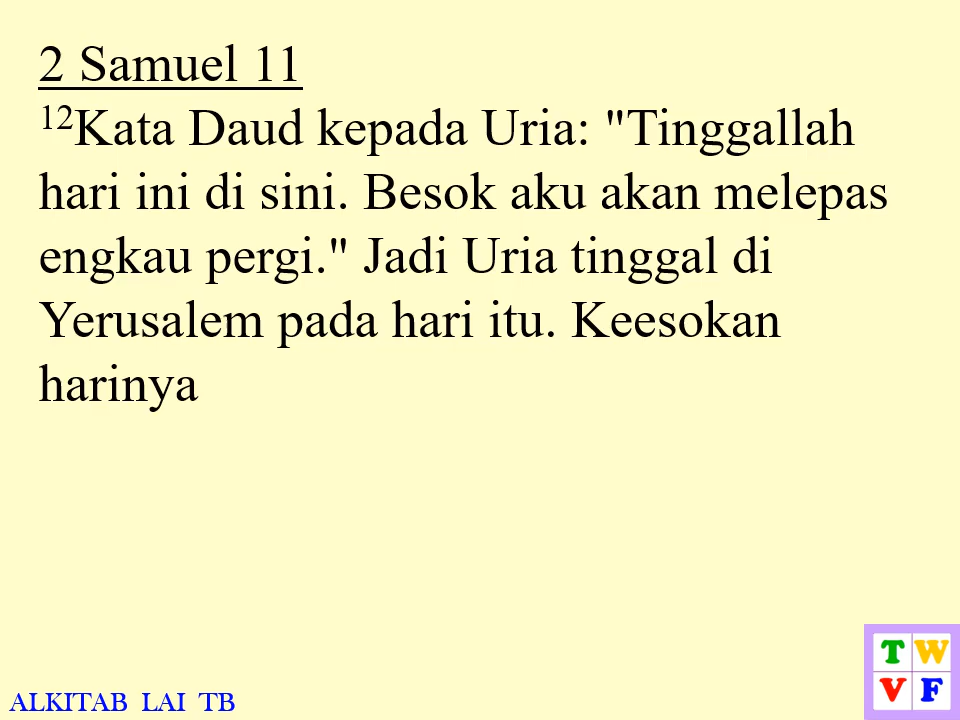 2 Samuel 11
12Kata Daud kepada Uria: "Tinggallah
hari ini di sini. Besok aku akan melepas
engkau pergi." Jadi Uria tinggal di
Yerusalem pada hari itu. Keesokan
harinya
T W
V F
ALKITAB LAI TB